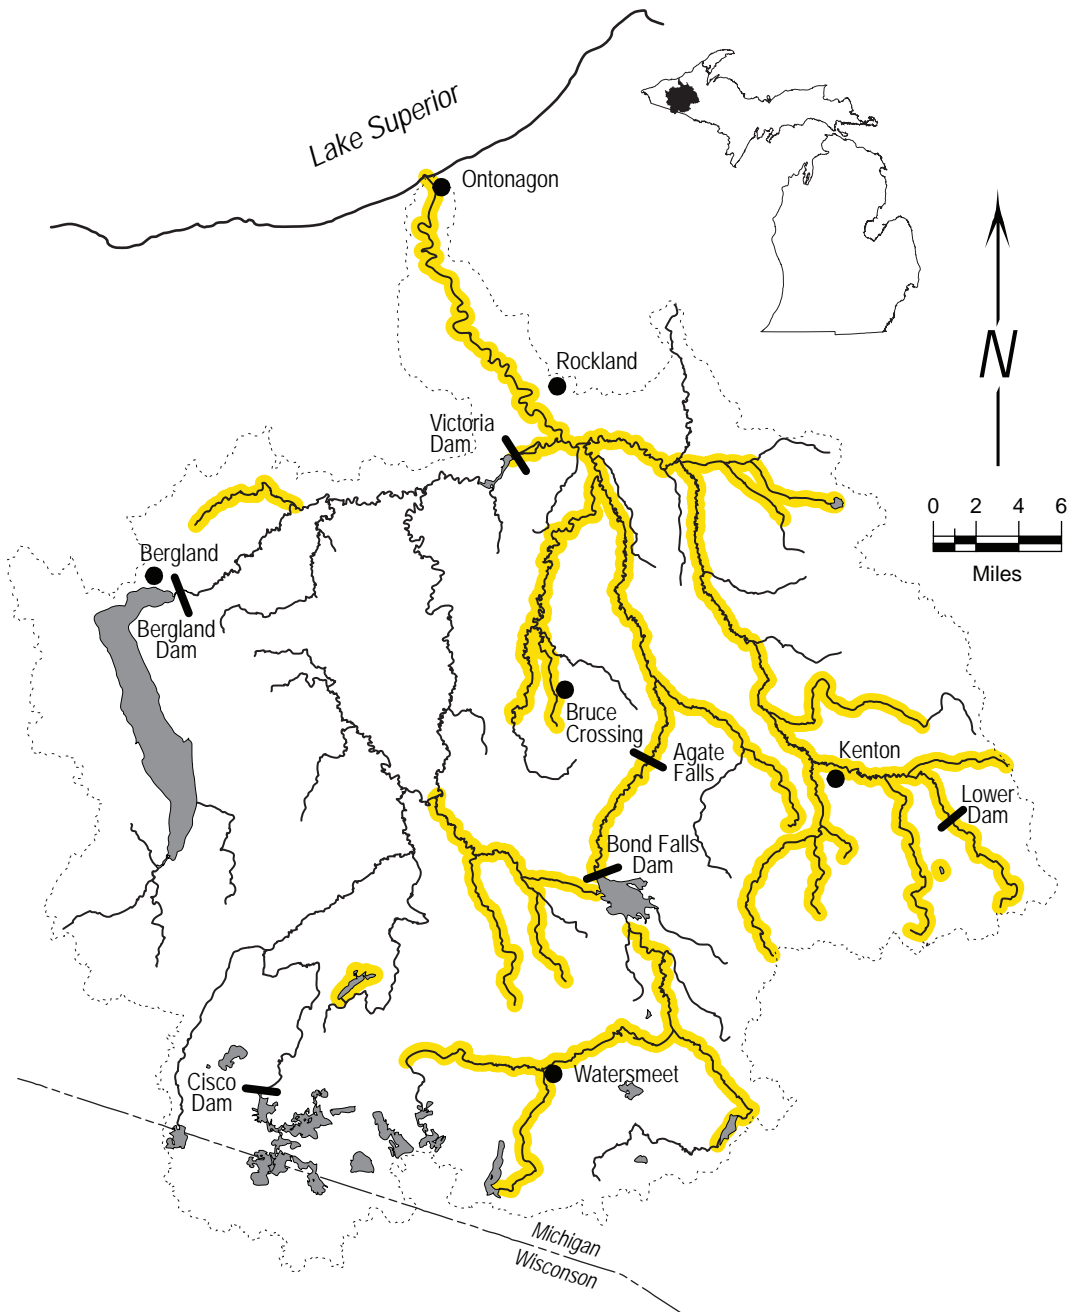 Lake Superior
Ontonagon
Rockland
Victoria
Dam
N
0 2 4 6
Miles
Bergland
Bergland
Dam
Bruce
Crossing
Agate
Falls
Kenton
Lower
Dam
Bond Falls
Dam
Cisco
Dam
Watersmeet
Michigan
Wisconson